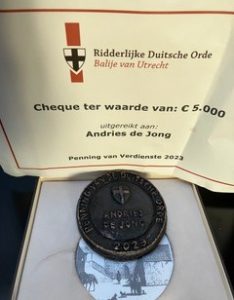 Ridderlijke Duitsche Orde
Balije van Utrecht
Cheque ter waarde van: € 5.000
uitgereikt aan:
Andries de Jong
Penning van Verdienste 2023
ANDRIES
DE JONG
2023